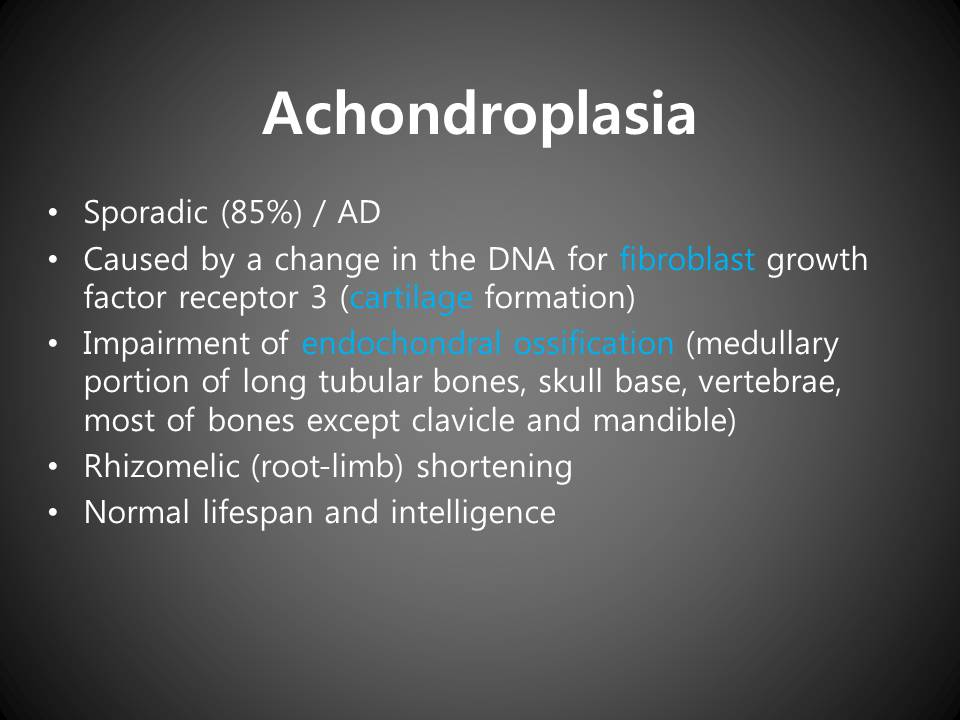 Achondroplasia
• Sporadic (85%) / AD
• Caused by a change in the DNA for fibroblast growth
factor receptor 3 (cartilage formation)
• Impairment of endochondral ossification (medullary
portion of long tubular bones, skull base, vertebrae,
most of bones except clavicle and mandible)
• Rhizomelic (root-limb) shortening
• Normal lifespan and intelligence